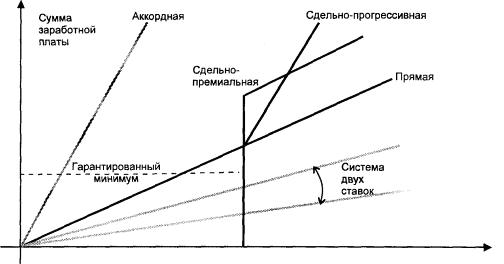 Сумма
заработной
платы
Аккордная
Сдельно-прогрессивная
Сдельно-
премиальная
Прямая
Гарантированный
минимум
Система
двух
ставок